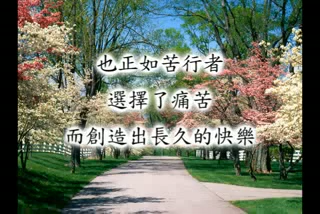 也正如苦行者
選擇了痛苦
而創造出長久的快樂